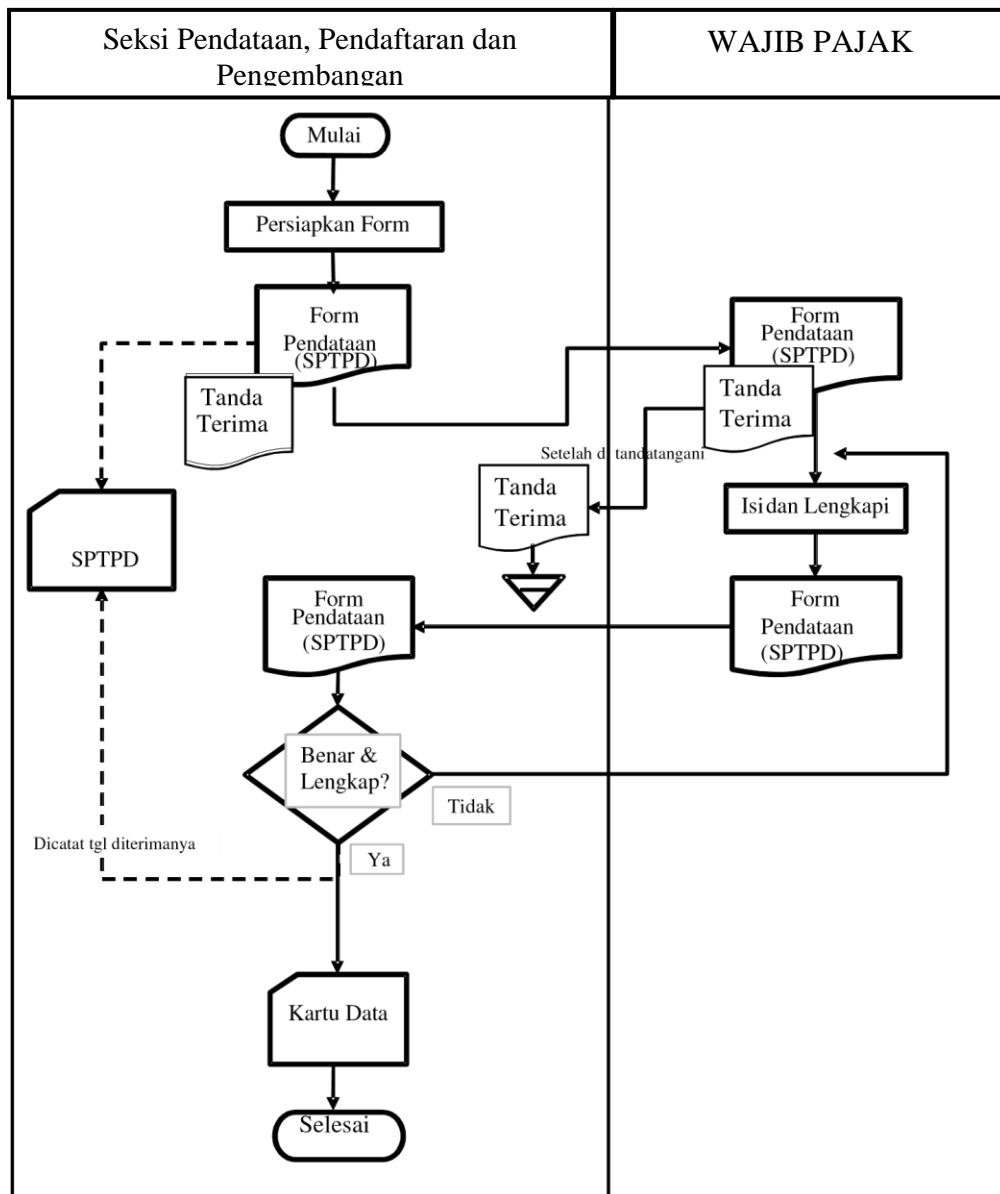 Seksi Pendataan, Pendaftaran dan
Pengembangan
WAJIB PAJAK
Mulai
Persiapkan Form
Form
Pendataan
(SPTPD)
Tanda
Terima
Form
Pendataan
(SPTPD)
Tanda
Terima
Setelah di tandatangani
Tanda
Terima
Isidan Lengkapi
SPTPD
Form
Pendataan
(SPTPD)
Form
Pendataan
(SPTPD)
Benar &
Lengkap?
Tidak
Dicatat tgl diterimanya
Ya
Kartu Data
Selesai